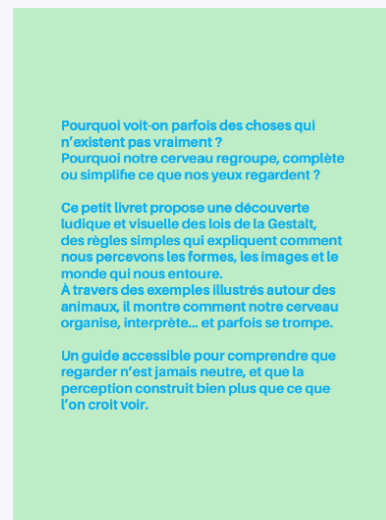 Pourquoi voit-on parfois des choses qui
n'existent pas vraiment ?
Pourquoi notre cerveau regroupe, complète
ou simplifie ce que nos yeux regardent ?
Ce petit livret propose une découverte
ludique et visuelle des lois de la Gestalt,
des règles simples qui expliquent comment
nous percevons les formes, les images et le
monde qui nous entoure.
À travers des exemples illustrés autour des
animaux, il montre comment notre cerveau
organise, interprète... et parfois se trompe.
Un guide accessible pour comprendre que
regarder n'est jamais neutre, et que la
perception construit bien plus que ce que
l'on croit voir.